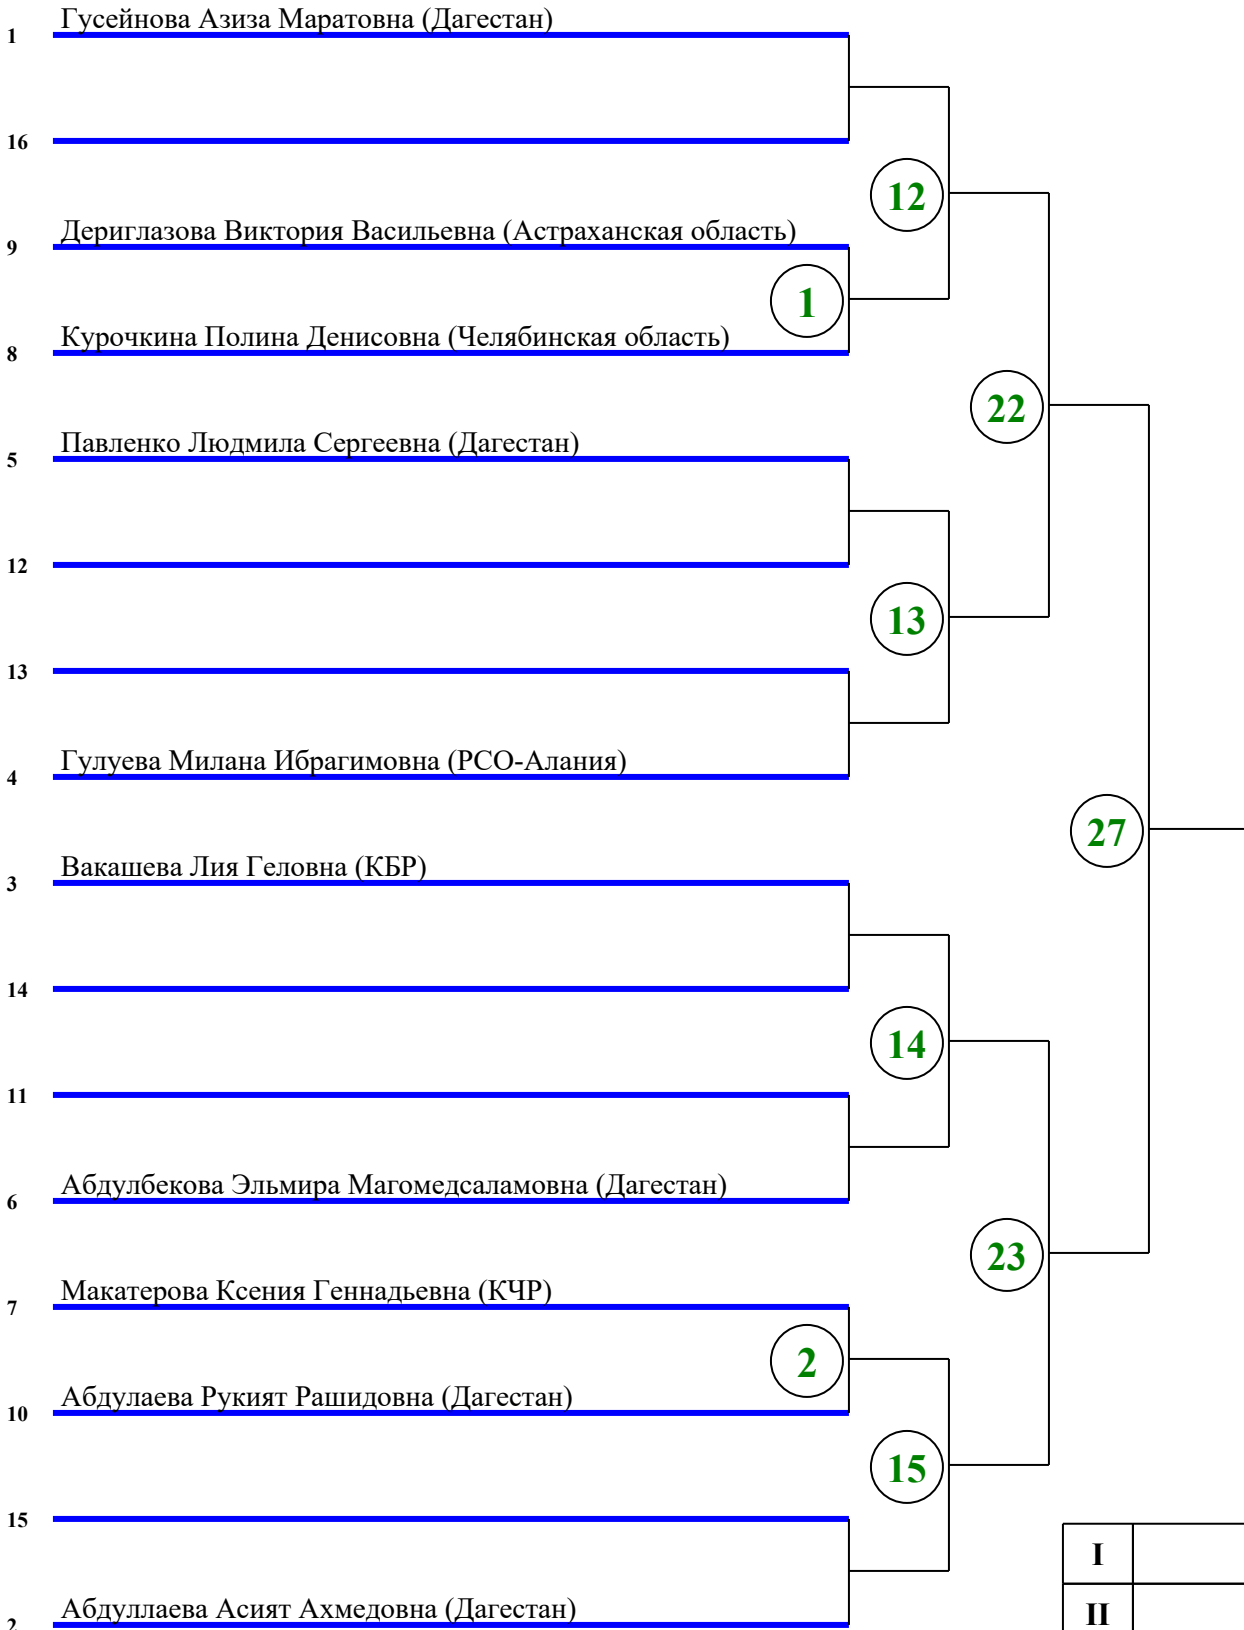 1 Гусейнова Азиза Маратовна (Дагестан)
16
12
9 Дериглазова Виктория Васильевна (Астраханская область)
1
8 Курочкина Полина Денисовна (Челябинская область)
22
5 Павленко Людмила Сергеевна (Дагестан)
12
13
13
4 Гулуева Милана Ибрагимовна (РСО-Алания)
27
3 Вакашева Лия Геловна (КБР)
14
14
11
6 Абдулбекова Эльмира Магомедсаламовна (Дагестан)
23
7 Макатерова Ксения Геннадьевна (КЧР)
2
10 Абдулаева Рукият Рашидовна (Дагестан)
15
15
I
2 Абдуллаева Асият Ахмедовна (Дагестан)
II